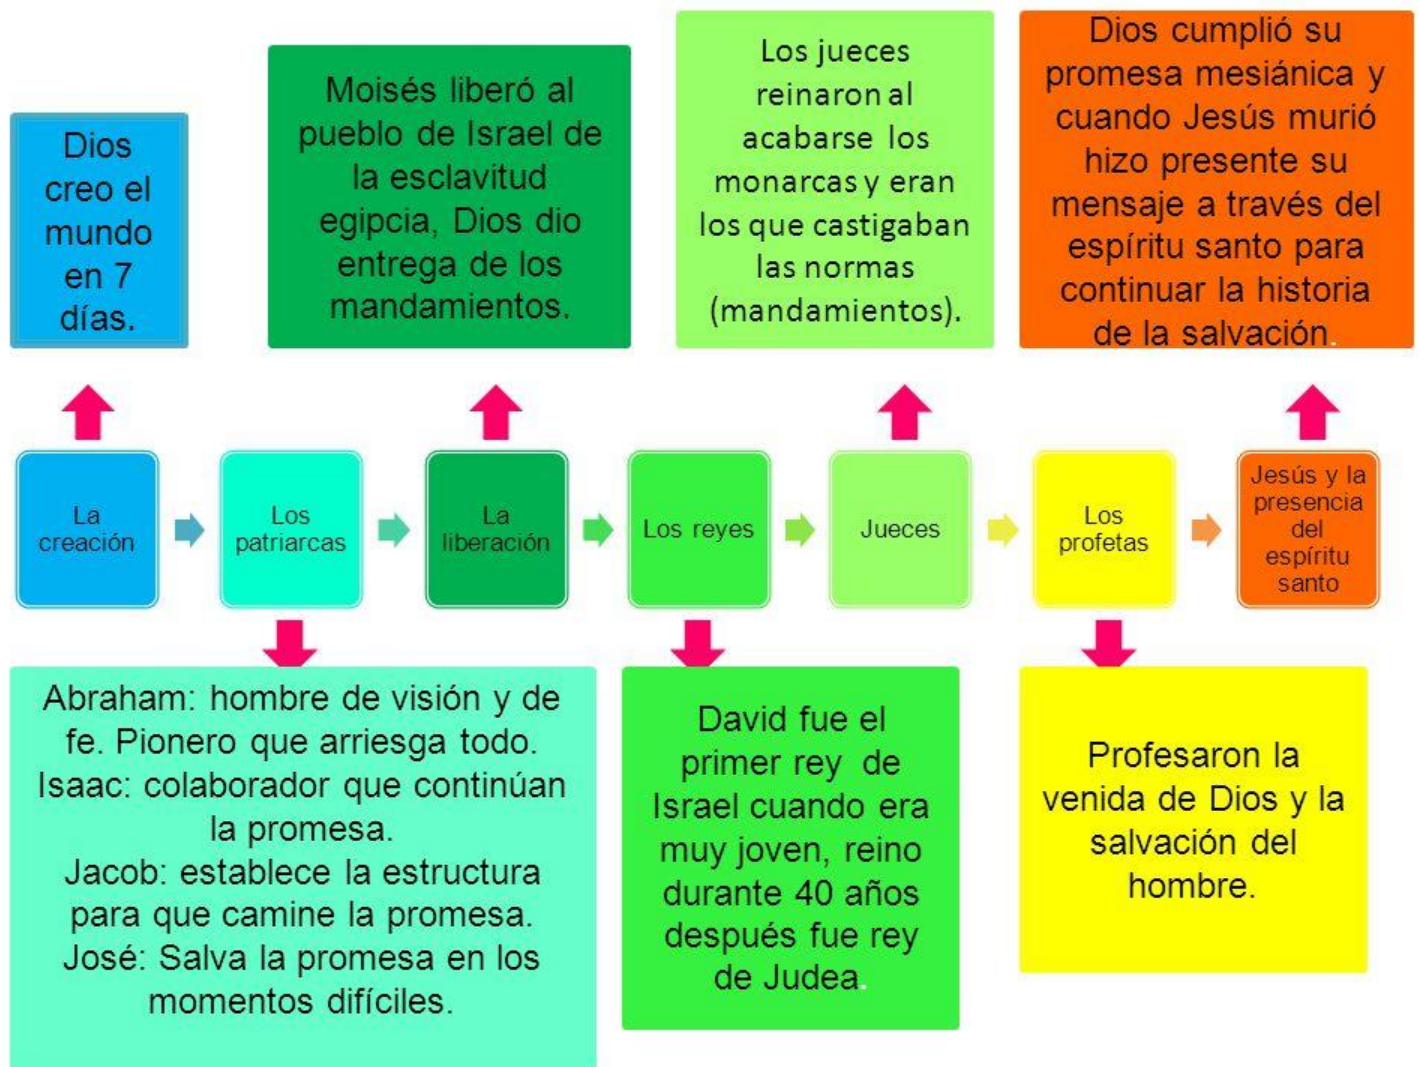 Dios
creo el
mundo
en 7
días.
Moisés liberó al
pueblo de Israel de
la esclavitud
egipcia, Dios dio
entrega de los
mandamientos.
Los jueces
reinaron al
acabarse los
monarcas y eran
los que castigaban
las normas
(mandamientos).
Dios cumplió su
promesa mesiánica y
cuando Jesús murió
hizo presente su
mensaje a través del
espíritu santo para
continuar la historia
de la salvación.
La
creación
Los
patriarcas
La
liberación
Los reyes
Jueces
Los
profetas
Jesús y la
presencia
del
espíritu
santo
Abraham: hombre de visión y de
fe. Pionero que arriesga todo.
Isaac: colaborador que continúan
la promesa.
Jacob: establece la estructura
para que camine la promesa.
José: Salva la promesa en los
momentos difíciles.
David fue el
primer rey de
Israel cuando era
muy joven, reino
durante 40 años
después fue rey
de Judea.
Profesaron la
venida de Dios y la
salvación del
hombre.